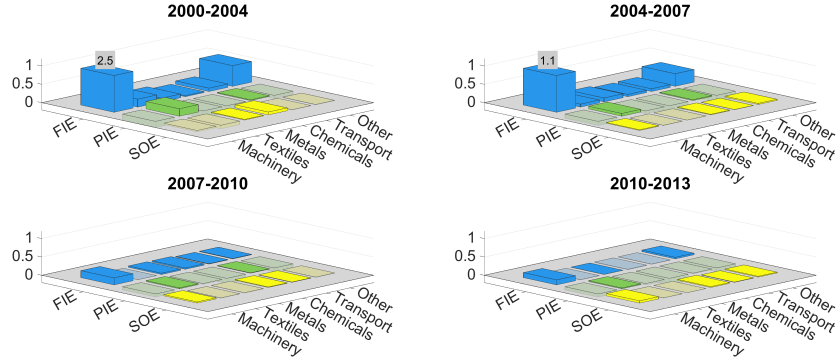 2000-2004
2.5
1
0.5
0
FIE
PIE
SOE
Machinery
Textiles
Metals
Chemicals
Transport
Other
2004-2007
1.1
1
0.5
0
FIE
PIE
SOE
Machinery
Textiles
Metals
Chemicals
Transport
Other
2007-2010
1
0.5
0
FIE
PIE
SOE
Machinery
Textiles
Metals
Chemicals
Transport
Other
2010-2013
1
0.5
0
FIE
PIE
SOE
Machinery
Textiles
Metals
Chemicals
Transport
Other